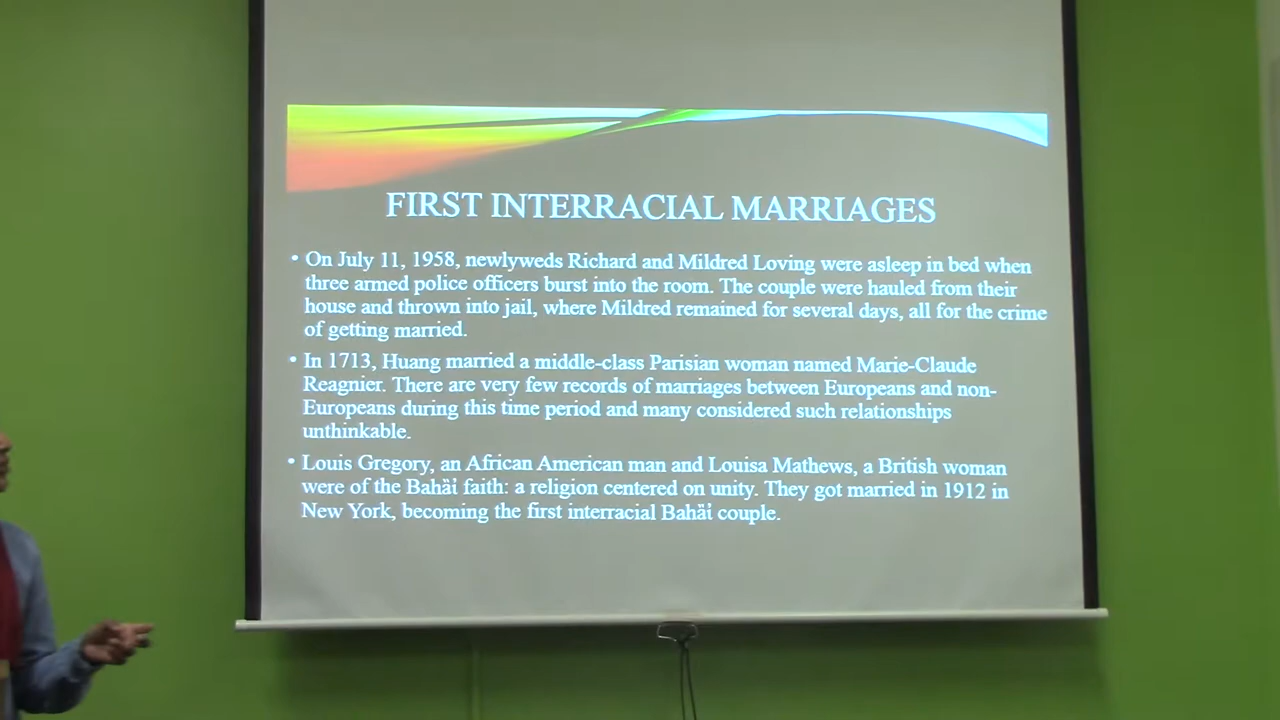 FIRST INTERRACIAL MARRIAGES
• On July 11, 1958, newlyweds Richard and Mildred Loving were asleep in bed when
three armed police officers burst into the room. The couple were hauled from their
house and thrown into jail, where Mildred remained for several days, all for the crime
of getting married.
• In 1713, Huang married a middle-class Parisian woman named Marie-Claude
Reagnier. There are very few records of marriages between Europeans and non-
Europeans during this time period and many considered such relationships
unthinkable.
• Louis Gregory, an African American man and Louisa Mathews, a British woman
were of the Bahäi̇́ faith: a religion centered on unity. They got married in 1912 in
New York, becoming the first interracial Bahäi̇́ couple.